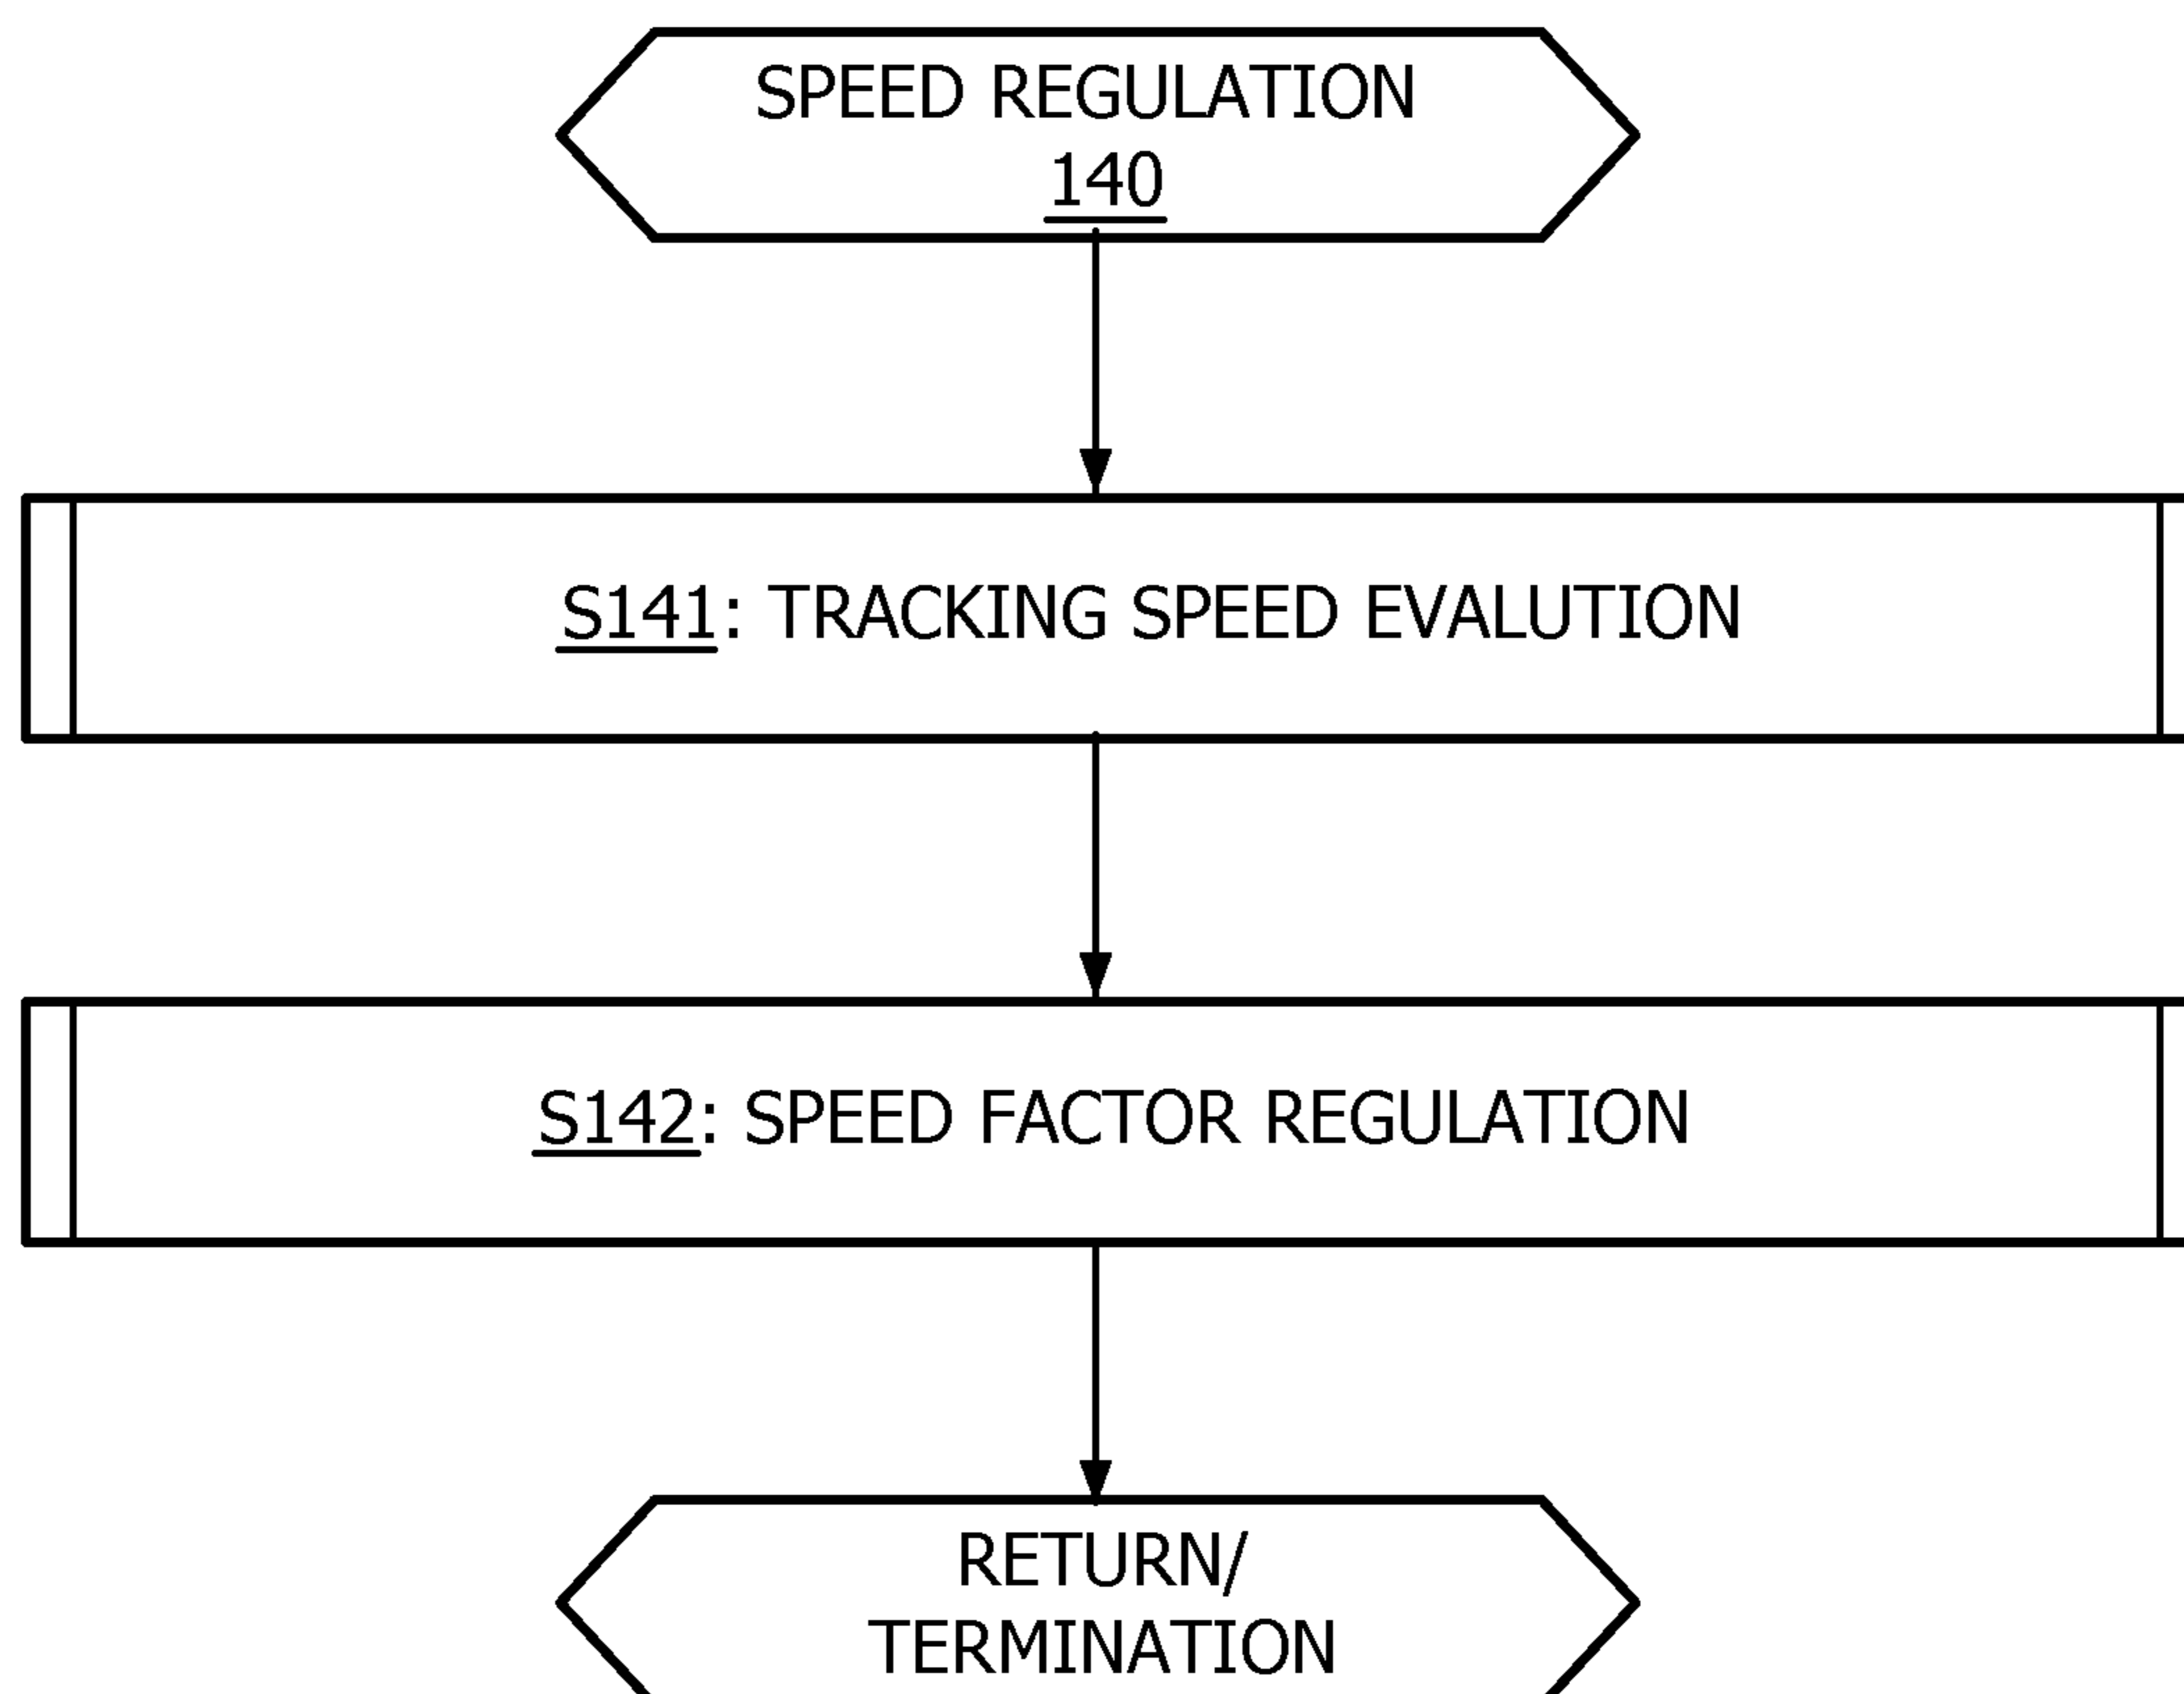 SPEED REGULATION
140
S141: TRACKING SPEED EVALUTION
S142: SPEED FACTOR REGULATION
RETURN/
TERMINATION